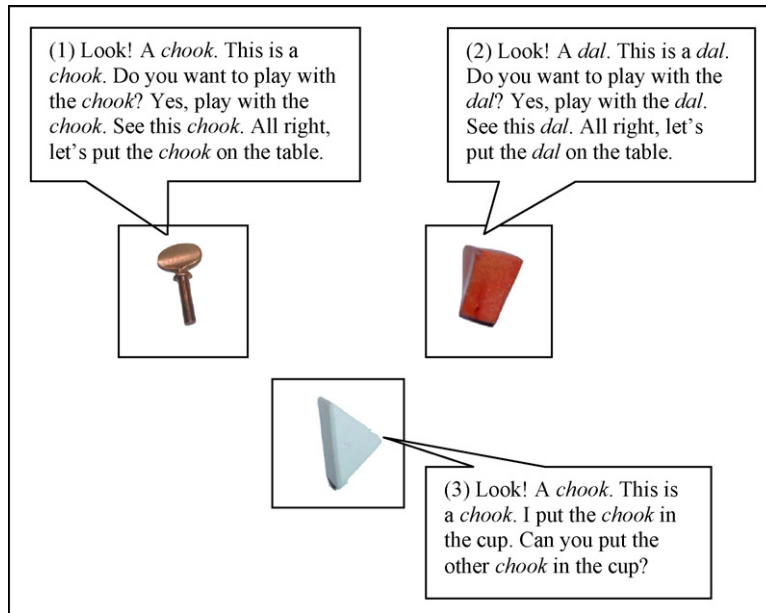 (1) Look! A chook. This is a
chook. Do you want to play with
the chook? Yes, play with the
chook. See this chook. All right,
let's put the chook on the table.
(2) Look! A dal. This is a dal.
Do you want to play with the
dal? Yes, play with the dal.
See this dal. All right, let's
put the dal on the table.
(3) Look! A chook. This is
a chook. I put the chook in
the cup. Can you put the
other chook in the cup?